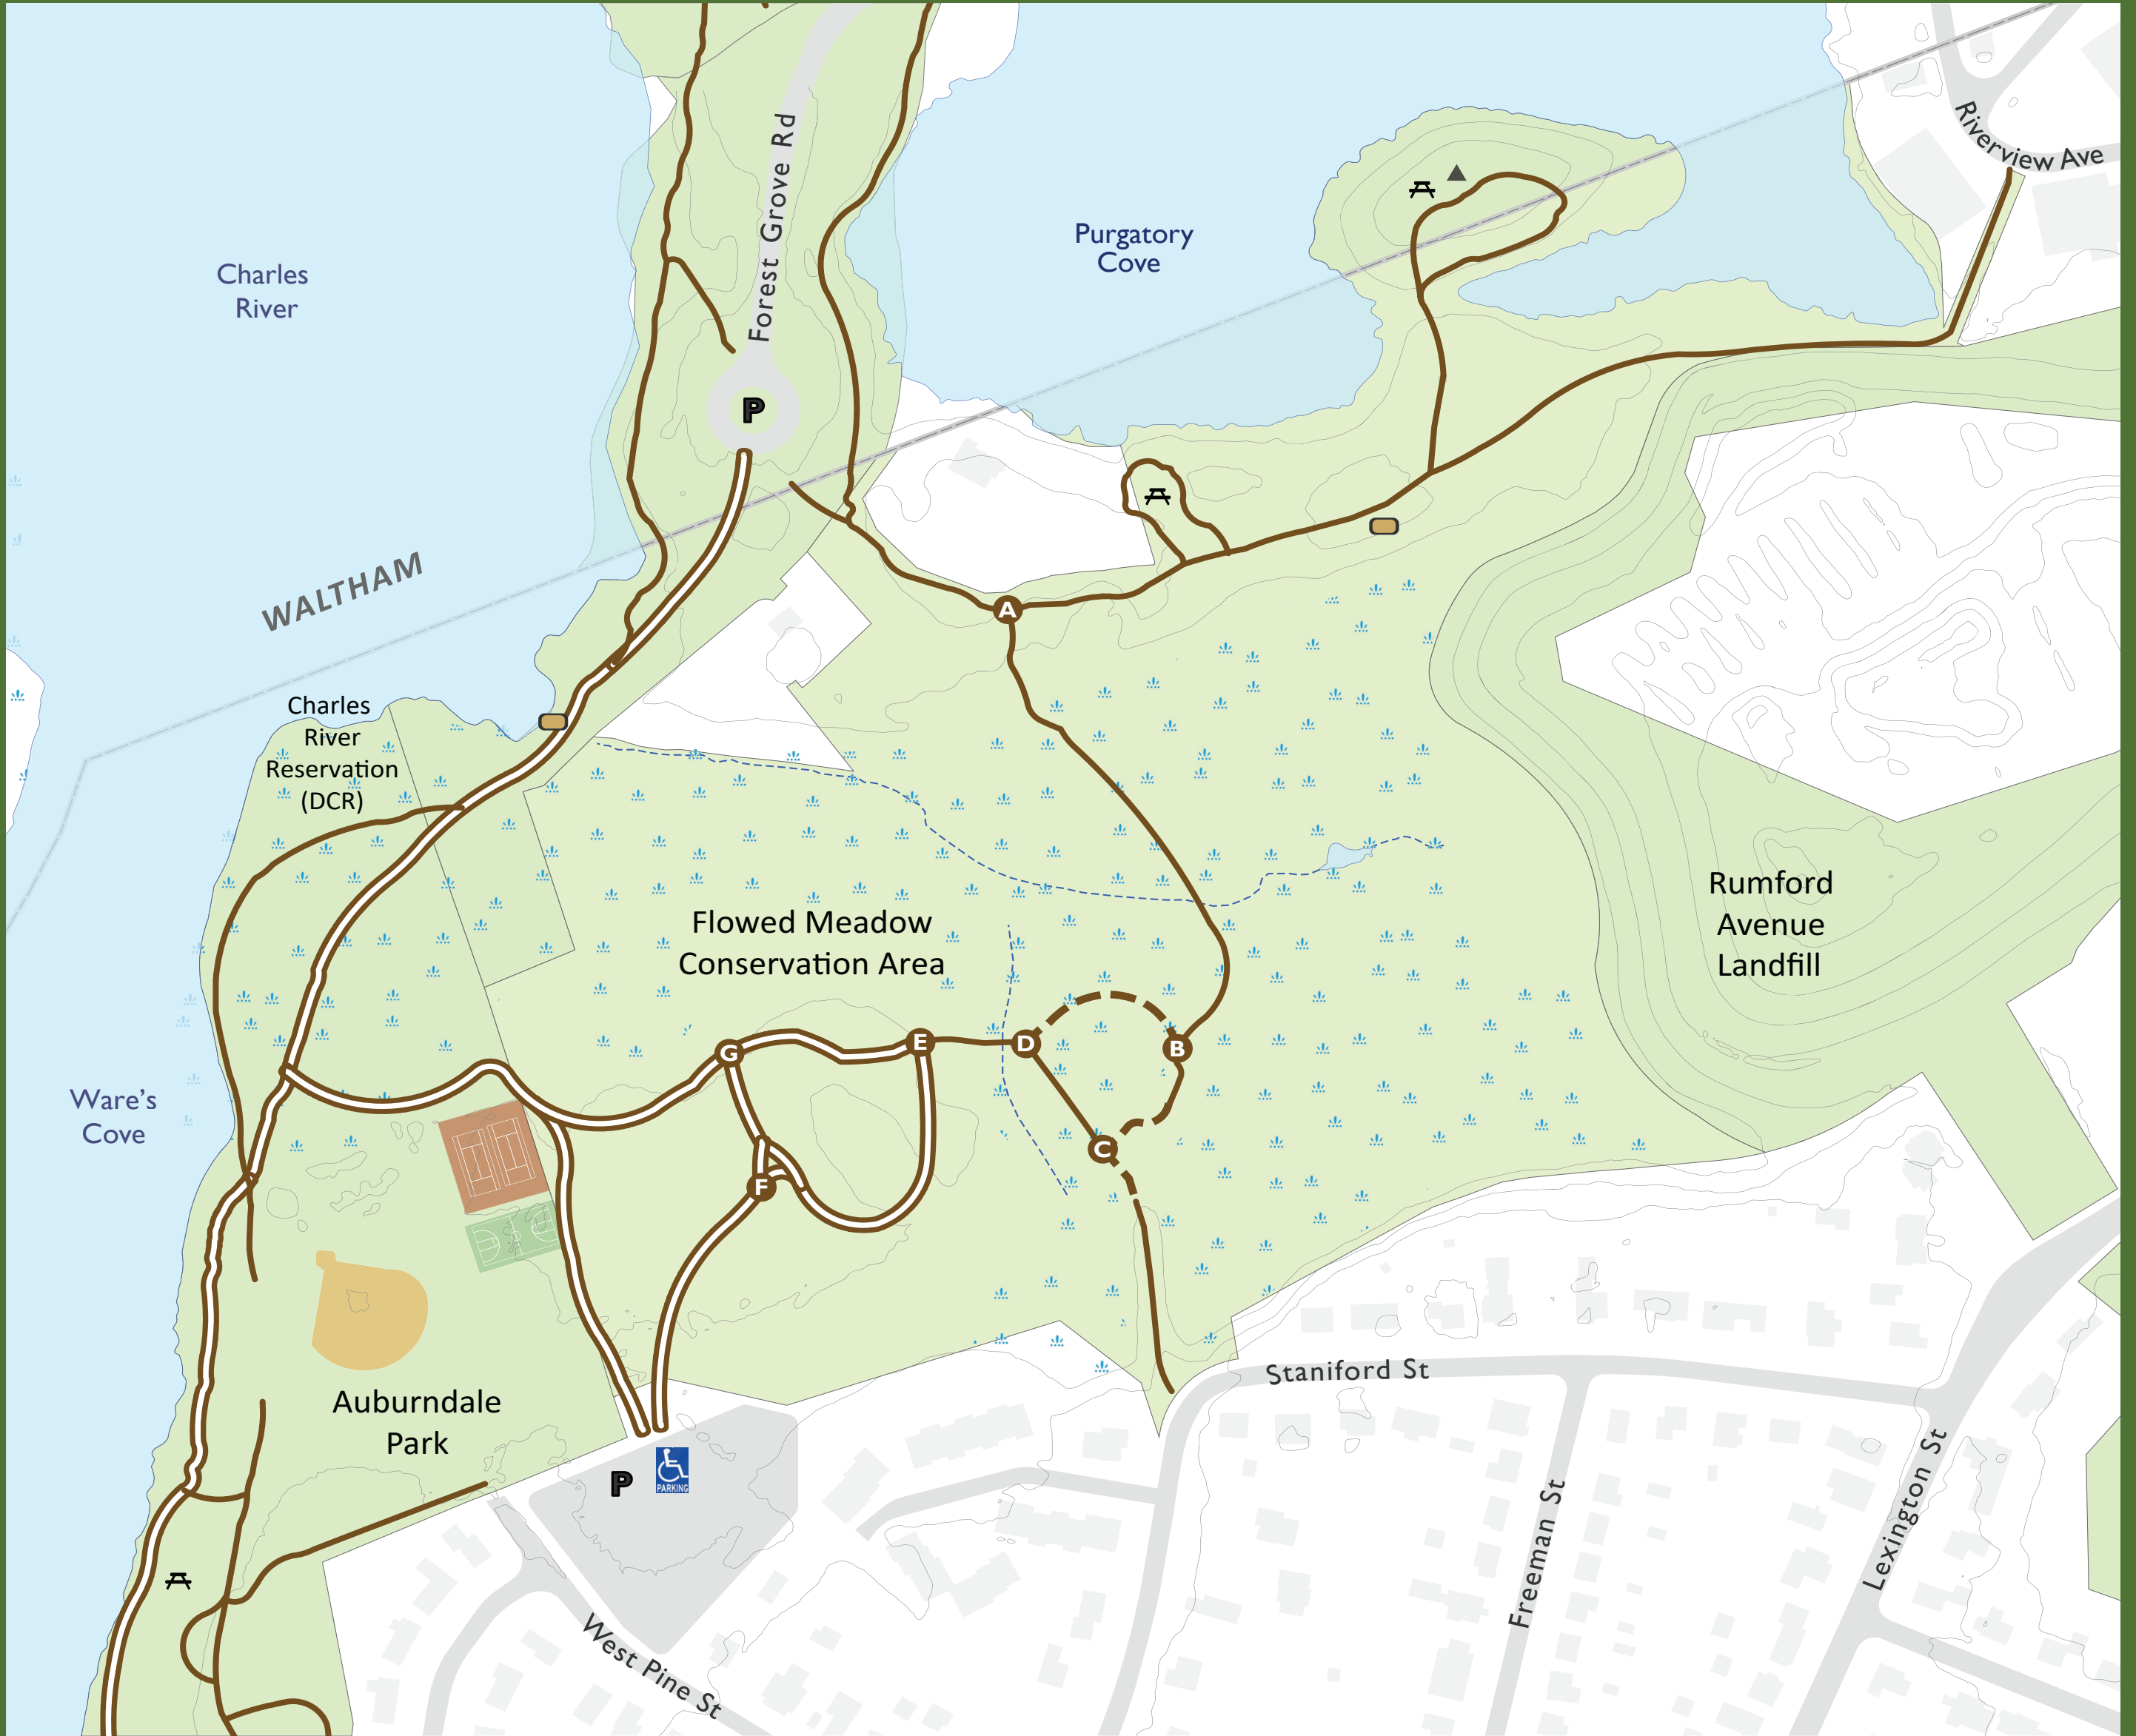 Forest Grove Rd
P
Riverview Ave
Purgatory
Cove
Charles
River
WALTHAM
A
Charles
River
Reservation
(DCR)
Flowed Meadow
Conservation Area
Rumford
Avenue
Landfill
G
E
D
B
C
F
Ware's
Cove
Auburndale
Park
P
PARKING
Staniford St
Freeman St
Lexington St
West Pine St